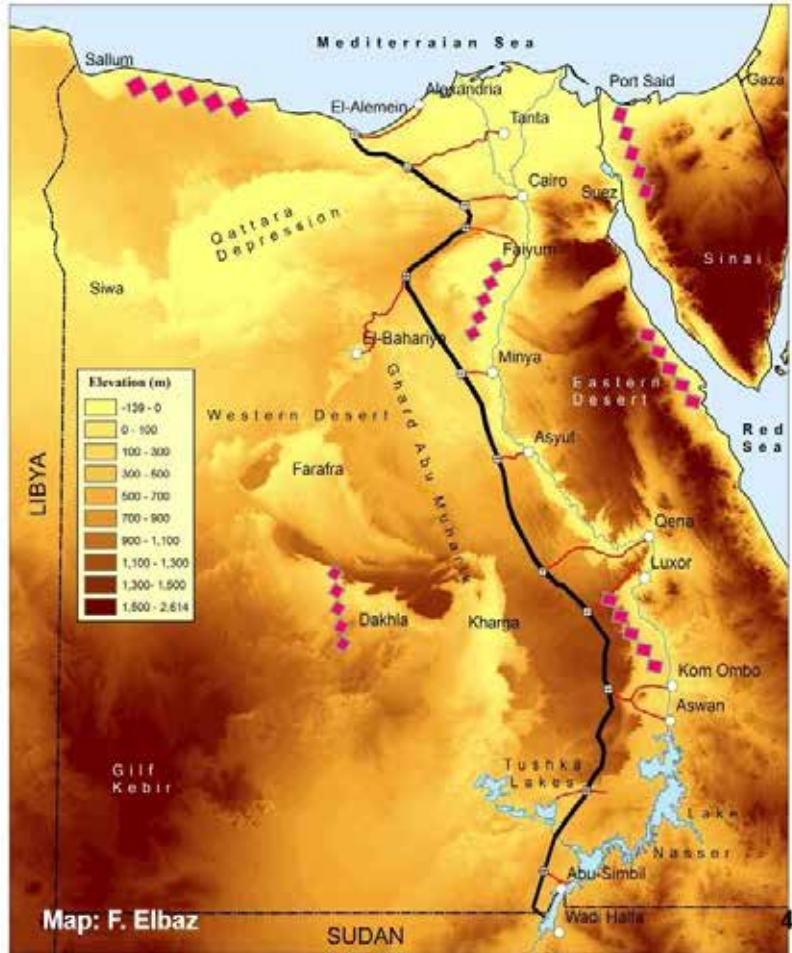 Mediterraian Sea
Sallum
Port Said
Gaza
Alexandria
El-Alemein
Tanta
Cairo
Suez
Qattara
Depression
Faiyum
Sinai
Siwa
El-Bahariya
Minya
Ghard Abu Muharik
Eastern
Desert
Elevation (m)
-139 - 0
0 - 100
100 - 300
300 - 500
500 - 700
700 - 900
900 - 1,100
1,100 - 1,300
1,300 - 1,500
1,500 - 2,614
Western Desert
Red
Sea
Asyut
Farafra
LIBYA
Qena
Luxor
Dakhla
Kharga
Kom Ombo
Aswan
Gilf
Kebir
Tushka
Lakes
Lake
Nasser
Abu-Simbil
Map: F. Elbaz
Wadi Halfa
4
SUDAN